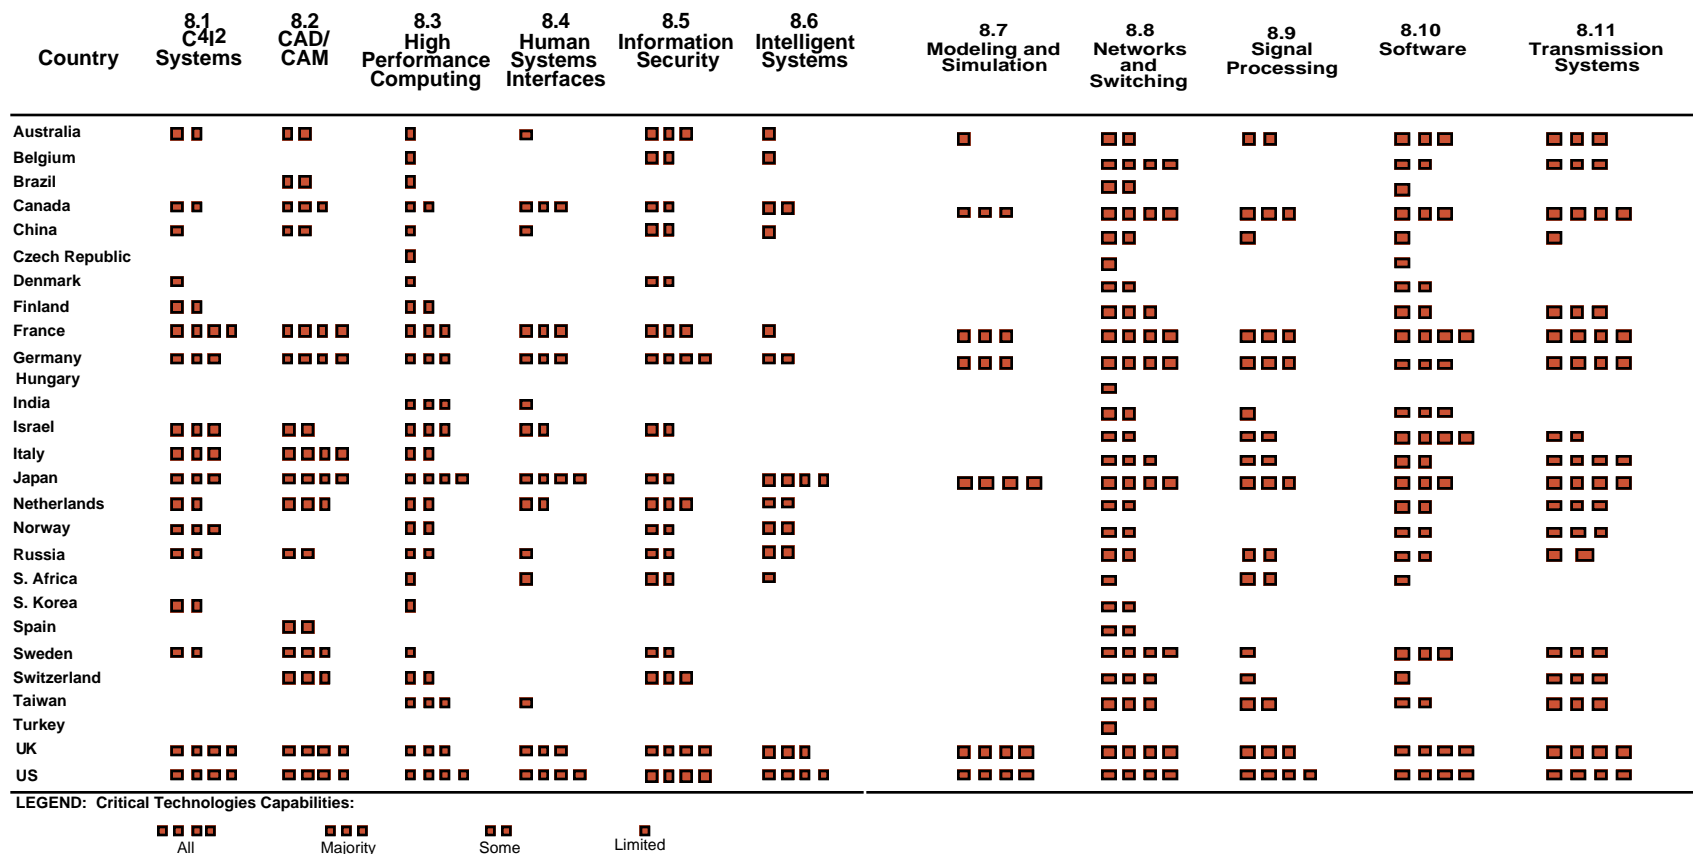 Country
8.1
C4I2
Systems
8.2
CAD/
CAM
8.3
High
Performance
Computing
8.4
Human
Systems
Interfaces
8.5
Information
Security
8.6
Intelligent
Systems
8.7
Modeling and
Simulation
8.8
Networks
and
Switching
8.9
Signal
Processing
8.10
Software
8.11
Transmission
Systems
Australia
Belgium
Brazil
Canada
China
Czech Republic
Denmark
Finland
France
Germany
Hungary
India
Israel
Italy
Japan
Netherlands
Norway
Russia
S. Africa
S. Korea
Spain
Sweden
Switzerland
Taiwan
Turkey
UK
US
LEGEND: Critical Technologies Capabilities:
All
Majority
Some
Limited